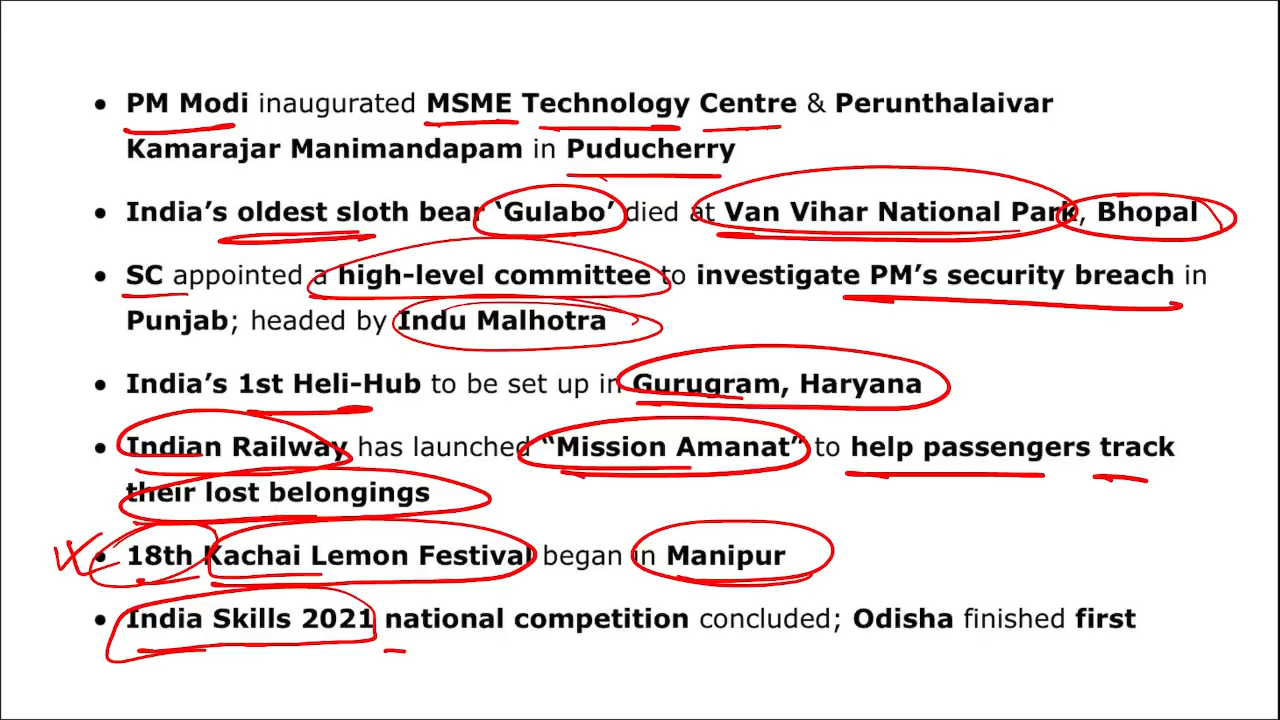 • PM Modi inaugurated MSME Technology Centre & Perunthalaivar
Kamarajar Manimandapam in Puducherry
• India's oldest sloth bear 'Gulabo' died at Van Vihar National Park, Bhopal
• SC appointed a high-level committee to investigate PM's security breach in
Punjab; headed by Indu Malhotra
• India's 1st Heli-Hub to be set up in Gurugram, Haryana
• Indian Railway has launched "Mission Amanat" to help passengers track
their lost belongings
• 18th Kachai Lemon Festival began in Manipur
• India Skills 2021 national competition concluded; Odisha finished first